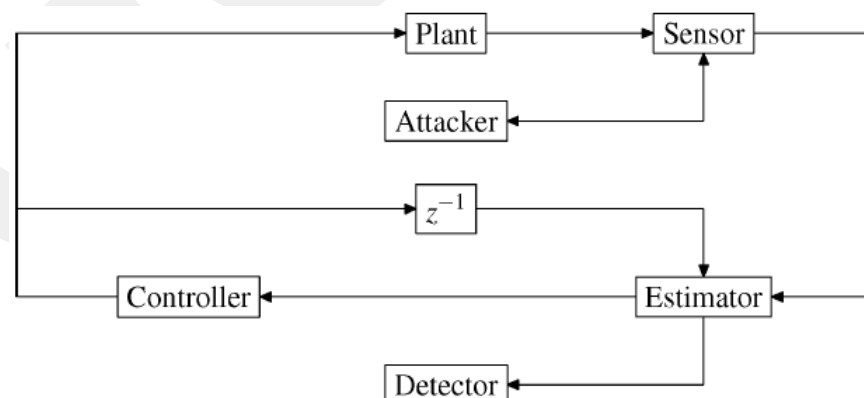 Plant
Sensor
Attacker
z⁻¹
Controller
Estimator
Detector